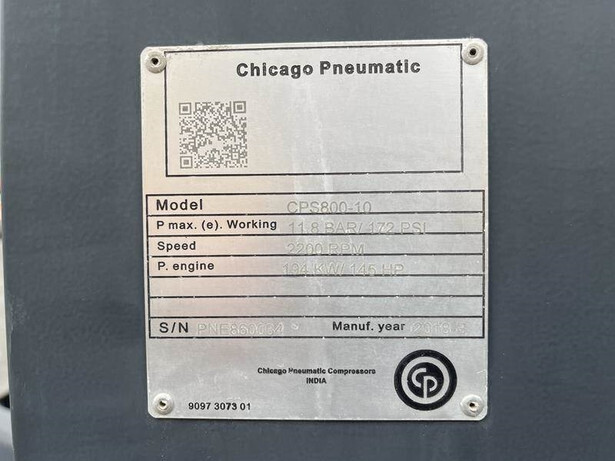 Chicago Pneumatic
Model CPS800-10
P max. (e). Working 11.8 BAR/ 172 PSI
Speed 2200 RPM
P. engine KW/ 146 HP
S/N Manuf. year
Chicago Pneumatic Compressors
INDIA
CP
9097 3073 01